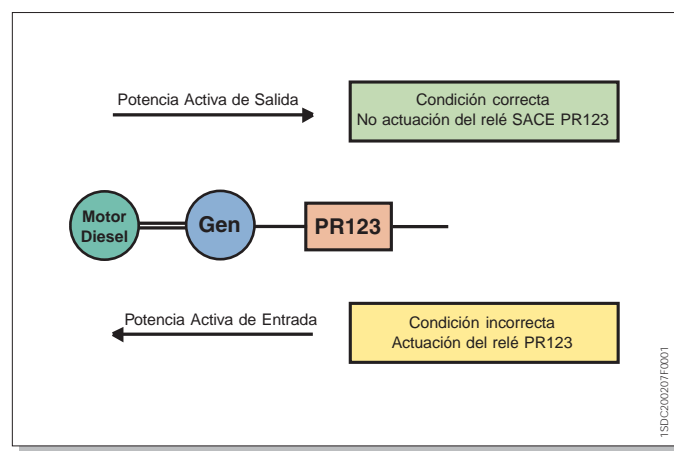 Potencia Activa de Salida
Condición correcta
No actuación del relé SACE PR123
Motor
Diesel
Gen
PR123
Potencia Activa de Entrada
Condición incorrecta
Actuación del relé PR123
1SDC200207F0001